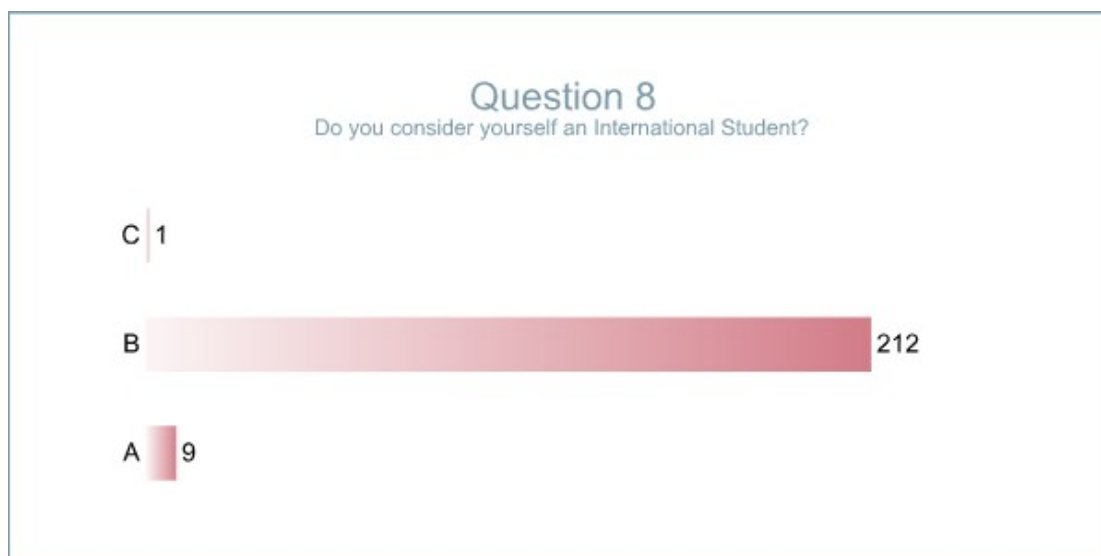 Question 8
Do you consider yourself an International Student?
C 1
B 212
A 9